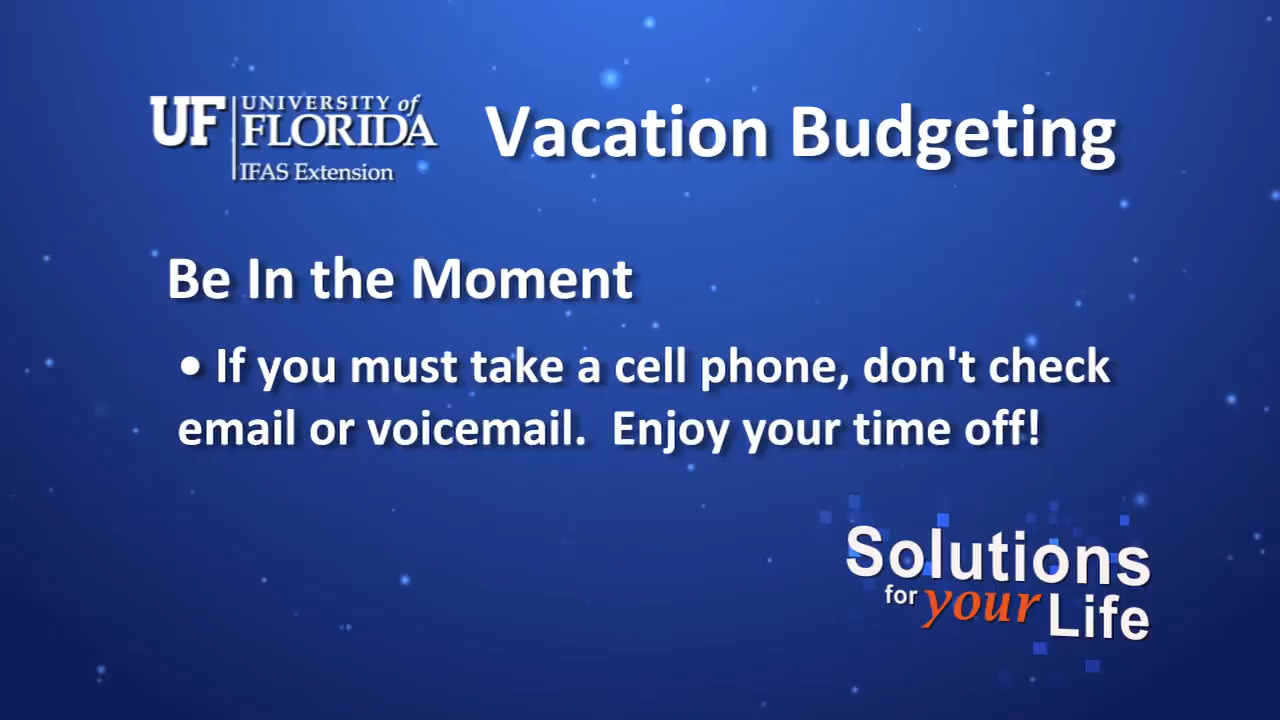 UF UNIVERSITY of
FLORIDA
IFAS Extension
Vacation Budgeting
Be In the Moment
• If you must take a cell phone, don't check
email or voicemail.  Enjoy your time off!
Solutions
for your Life